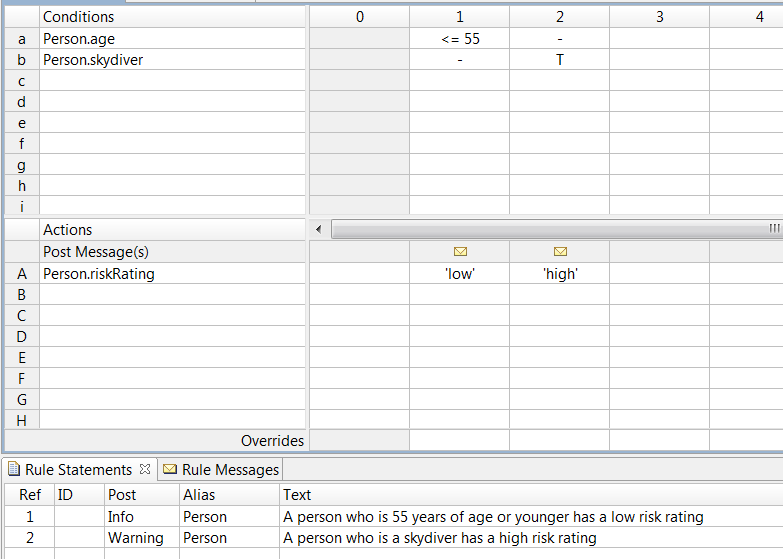 Conditions 0 1 2 3 4
a Person.age <= 55 -
b Person.skydiver - T
c
d
e
f
g
h
i
Actions
Post Message(s)
A Person.riskRating 'low' 'high'
B
C
D
E
F
G
H
Overrides
Rule Statements Rule Messages
Ref ID Post Alias Text
1 Info Person A person who is 55 years of age or younger has a low risk rating
2 Warning Person A person who is a skydiver has a high risk rating